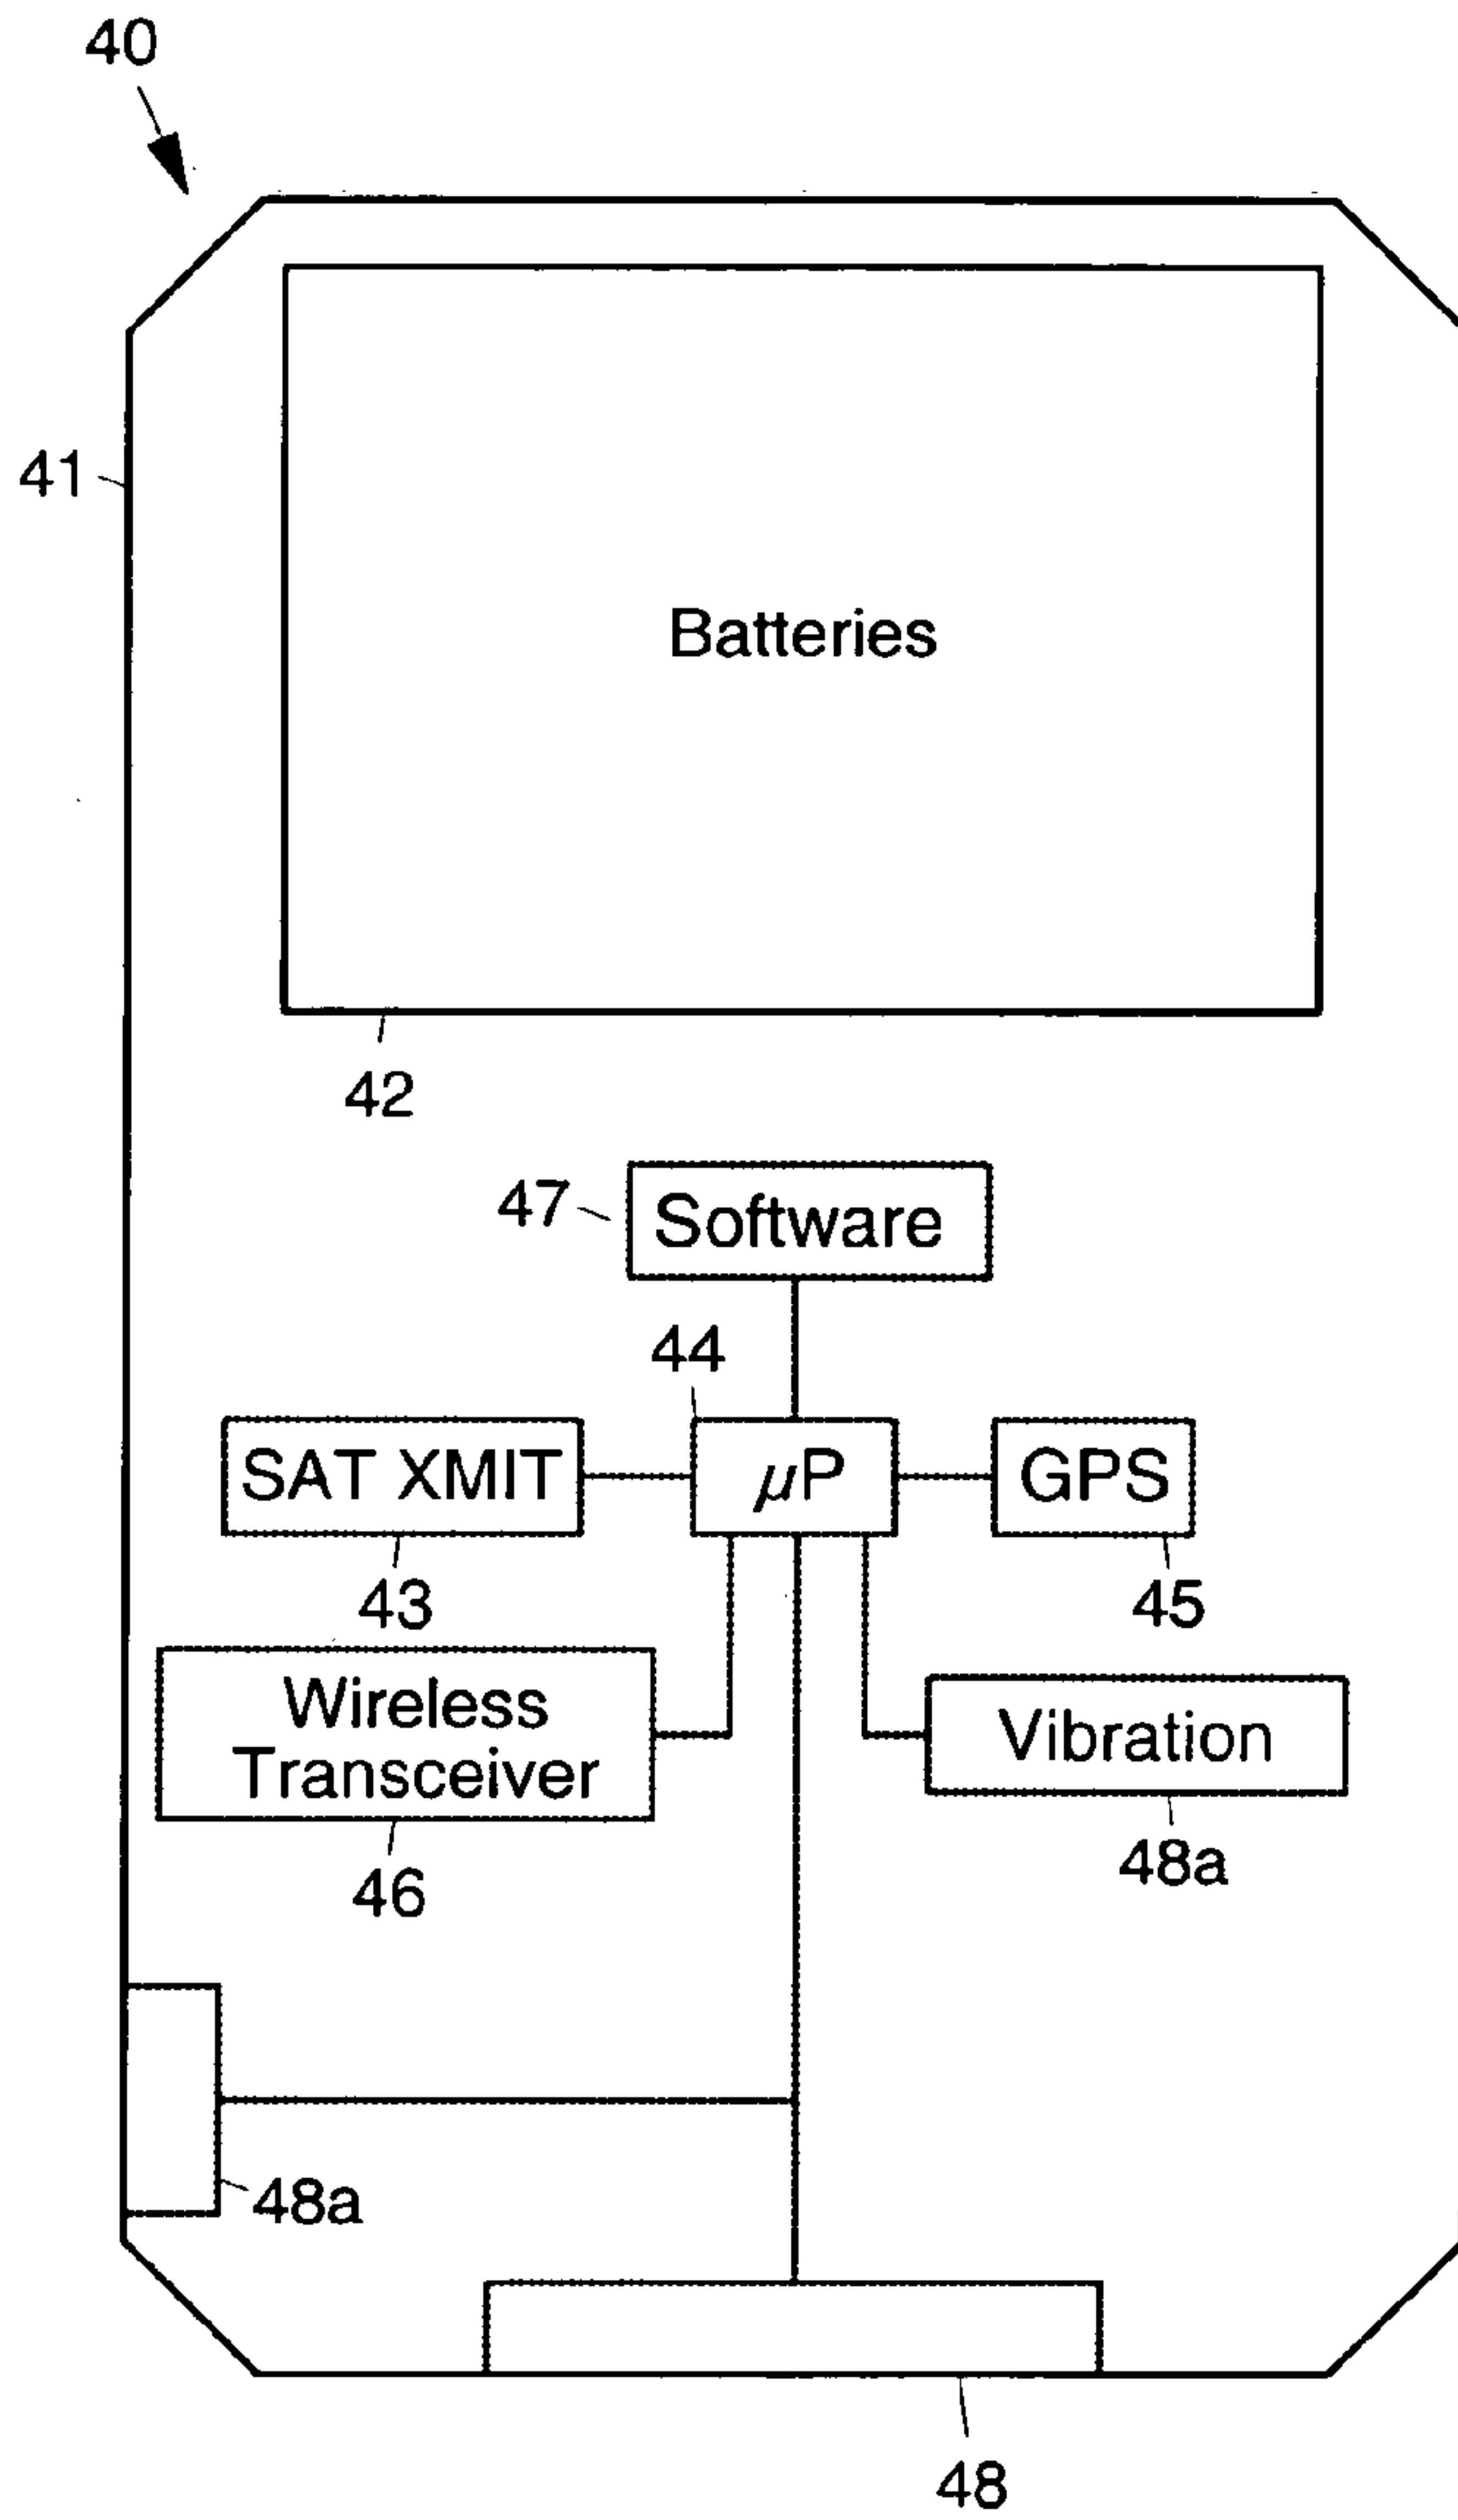 40
41
Batteries
42
47
Software
44
SAT XMIT
μP
GPS
43
45
Wireless
Transceiver
Vibration
46
48a
48a
48